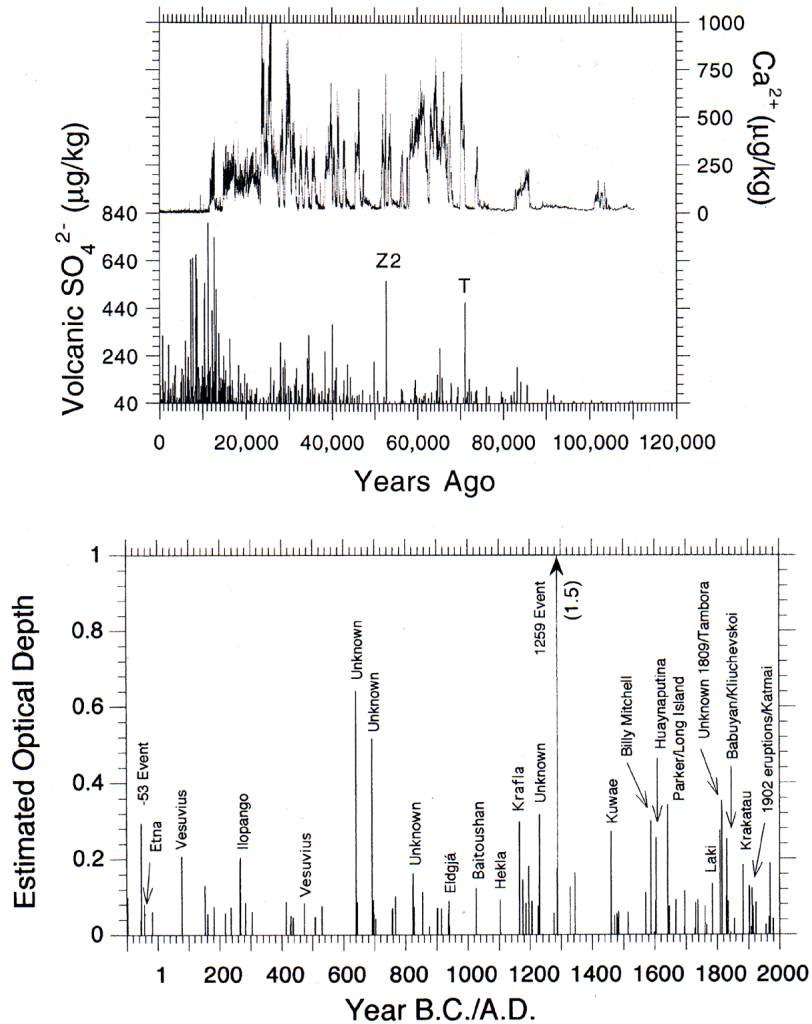 1000
750
500
250
0
Ca²⁺ (µg/kg)
Volcanic SO₄²⁻ (µg/kg)
840
640
440
240
40
Z2
T
0 20,000 40,000 60,000 80,000 100,000 120,000
Years Ago
Estimated Optical Depth
1
0.8
0.6
0.4
0.2
0
-53 Event
Etna
Vesuvius
Ilopango
Vesuvius
Unknown
Unknown
Unknown
Eldgjá
Baitoushan
Hekla
Krafla
Unknown
1259 Event
(1.5)
Kuwae
Billy Mitchell
Huaynaputina
Parker/Long Island
Unknown 1809/Tambora
Laki
Babuyan/Kliuchevskoi
Krakatau
1902 eruptions/Katmai
1 200 400 600 800 1000 1200 1400 1600 1800 2000
Year B.C./A.D.